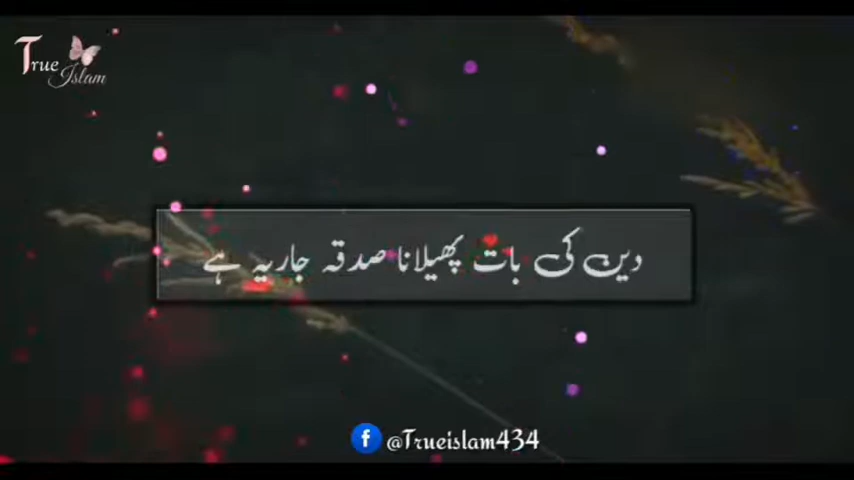 True
Islam
دین کی بات پھیلانا صدقہ جاریہ ہے
@Trueislam434